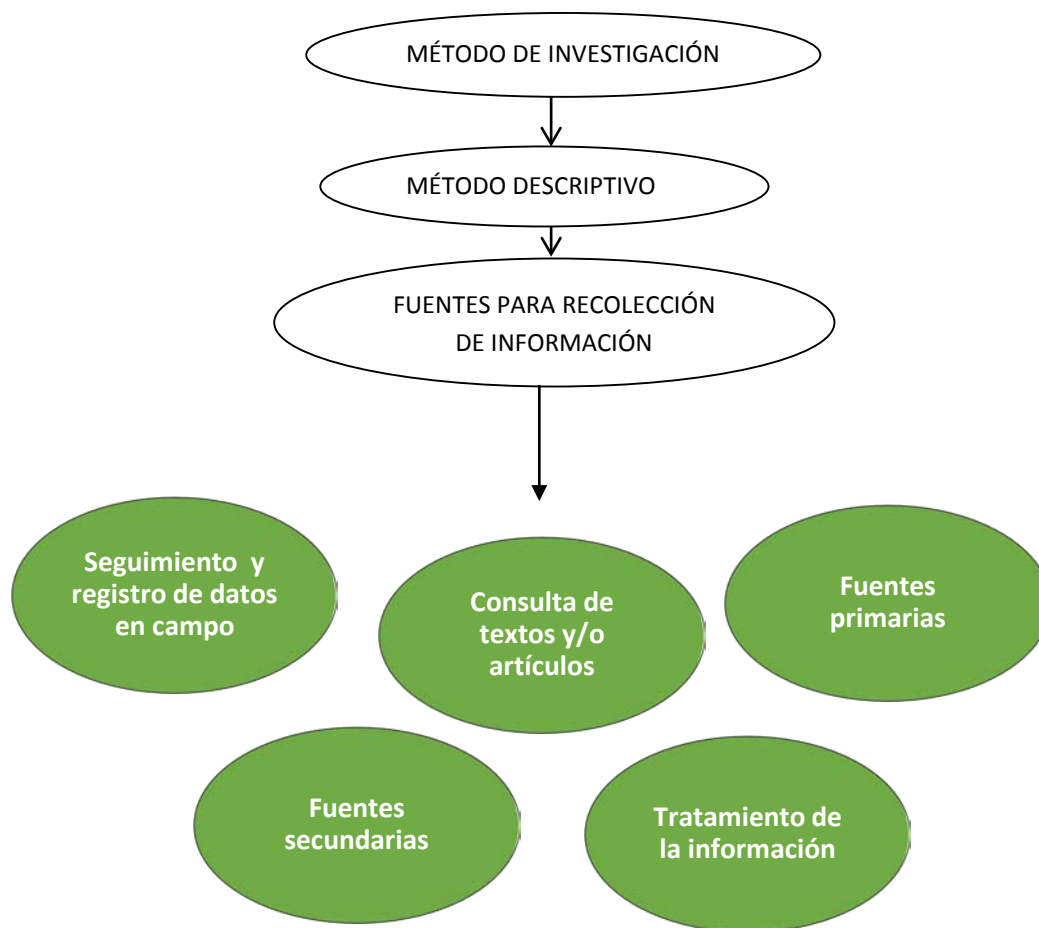 MÉTODO DE INVESTIGACIÓN
MÉTODO DESCRIPTIVO
FUENTES PARA RECOLECCIÓN
DE INFORMACIÓN
Seguimiento y
registro de datos
en campo
Consulta de
textos y/o
artículos
Fuentes
primarias
Fuentes
secundarias
Tratamiento de
la información